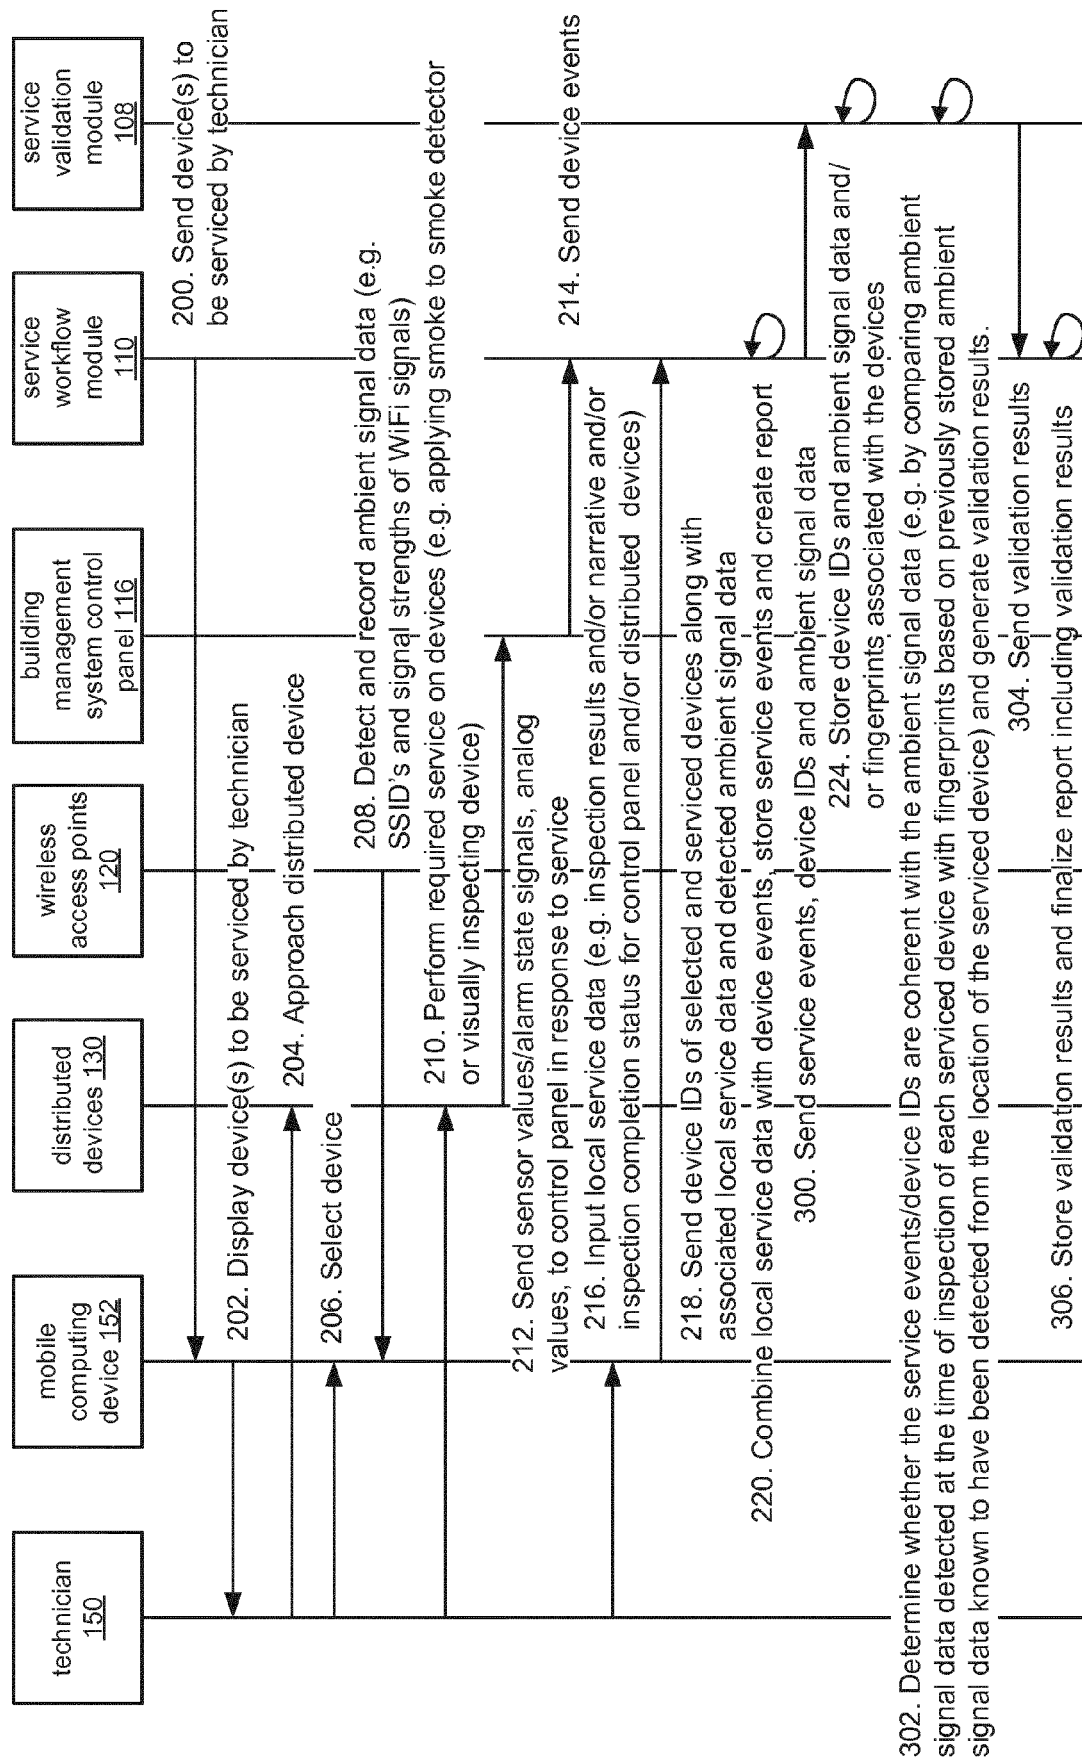 technician
150
mobile
computing
device 152
distributed
devices 130
wireless
access points
120
building
management
system control
panel 116
service
workflow
module
110
service
validation
module
108
200. Send device(s) to
be serviced by technician
202. Display device(s) to be serviced by technician
204. Approach distributed device
206. Select device
208. Detect and record ambient signal data (e.g.
SSID's and signal strengths of WiFi signals)
210. Perform required service on devices (e.g. applying smoke to smoke detector
or visually inspecting device)
212. Send sensor values/alarm state signals, analog
values, to control panel in response to service
214. Send device events
216. Input local service data (e.g. inspection results and/or narrative and/or
inspection completion status for control panel and/or distributed devices)
218. Send device IDs of selected and serviced devices along with
associated local service data and detected ambient signal data
220. Combine local service data with device events, store service events and create report
300. Send service events, device IDs and ambient signal data
224. Store device IDs and ambient signal data and/
or fingerprints associated with the devices
302. Determine whether the service events/device IDs are coherent with the ambient signal data (e.g. by comparing ambient
signal data detected at the time of inspection of each serviced device with fingerprints based on previously stored ambient
signal data known to have been detected from the location of the serviced device) and generate validation results.
304. Send validation results
306. Store validation results and finalize report including validation results